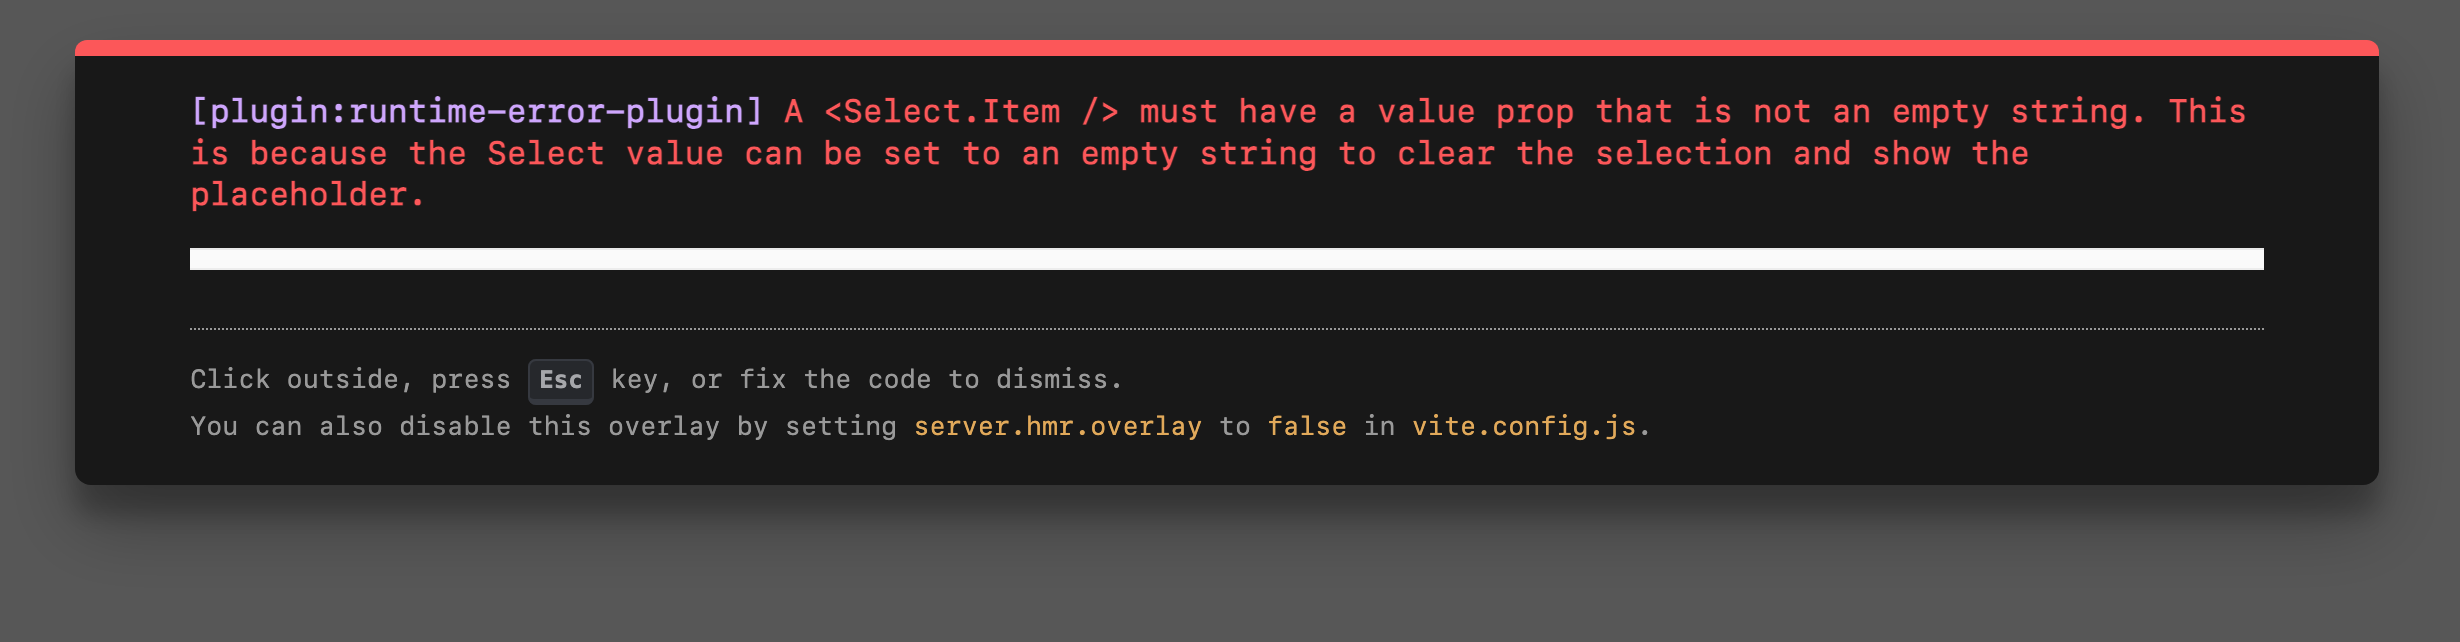 [plugin:runtime-error-plugin] A <Select.Item /> must have a value prop that is not an empty string. This
is because the Select value can be set to an empty string to clear the selection and show the
placeholder.
Click outside, press Esc key, or fix the code to dismiss.
You can also disable this overlay by setting server.hmr.overlay to false in vite.config.js.